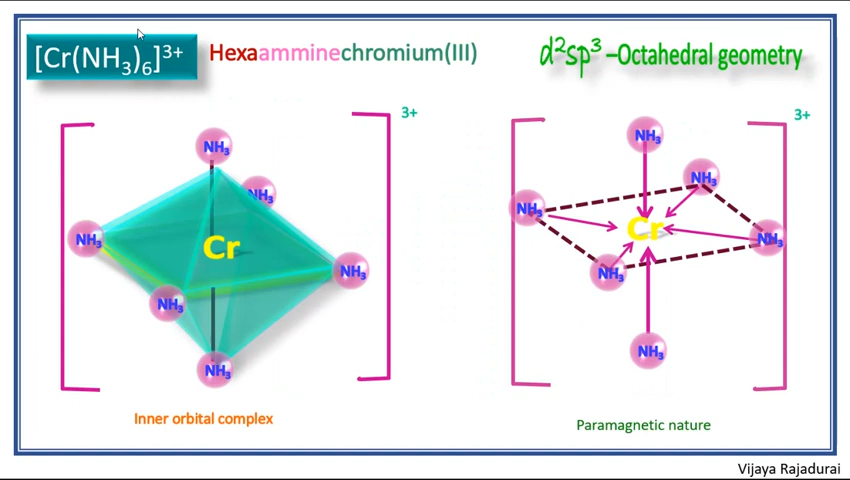 [Cr(NH₃)₆]³⁺
Hexaamminechromium(III)
d²sp³ –Octahedral geometry
3+
NH₃
NH₃
NH₃
Cr
NH₃
NH₃
NH₃
3+
NH₃
NH₃
NH₃
Cr
NH₃
NH₃
NH₃
Inner orbital complex
Paramagnetic nature
Vijaya Rajadurai